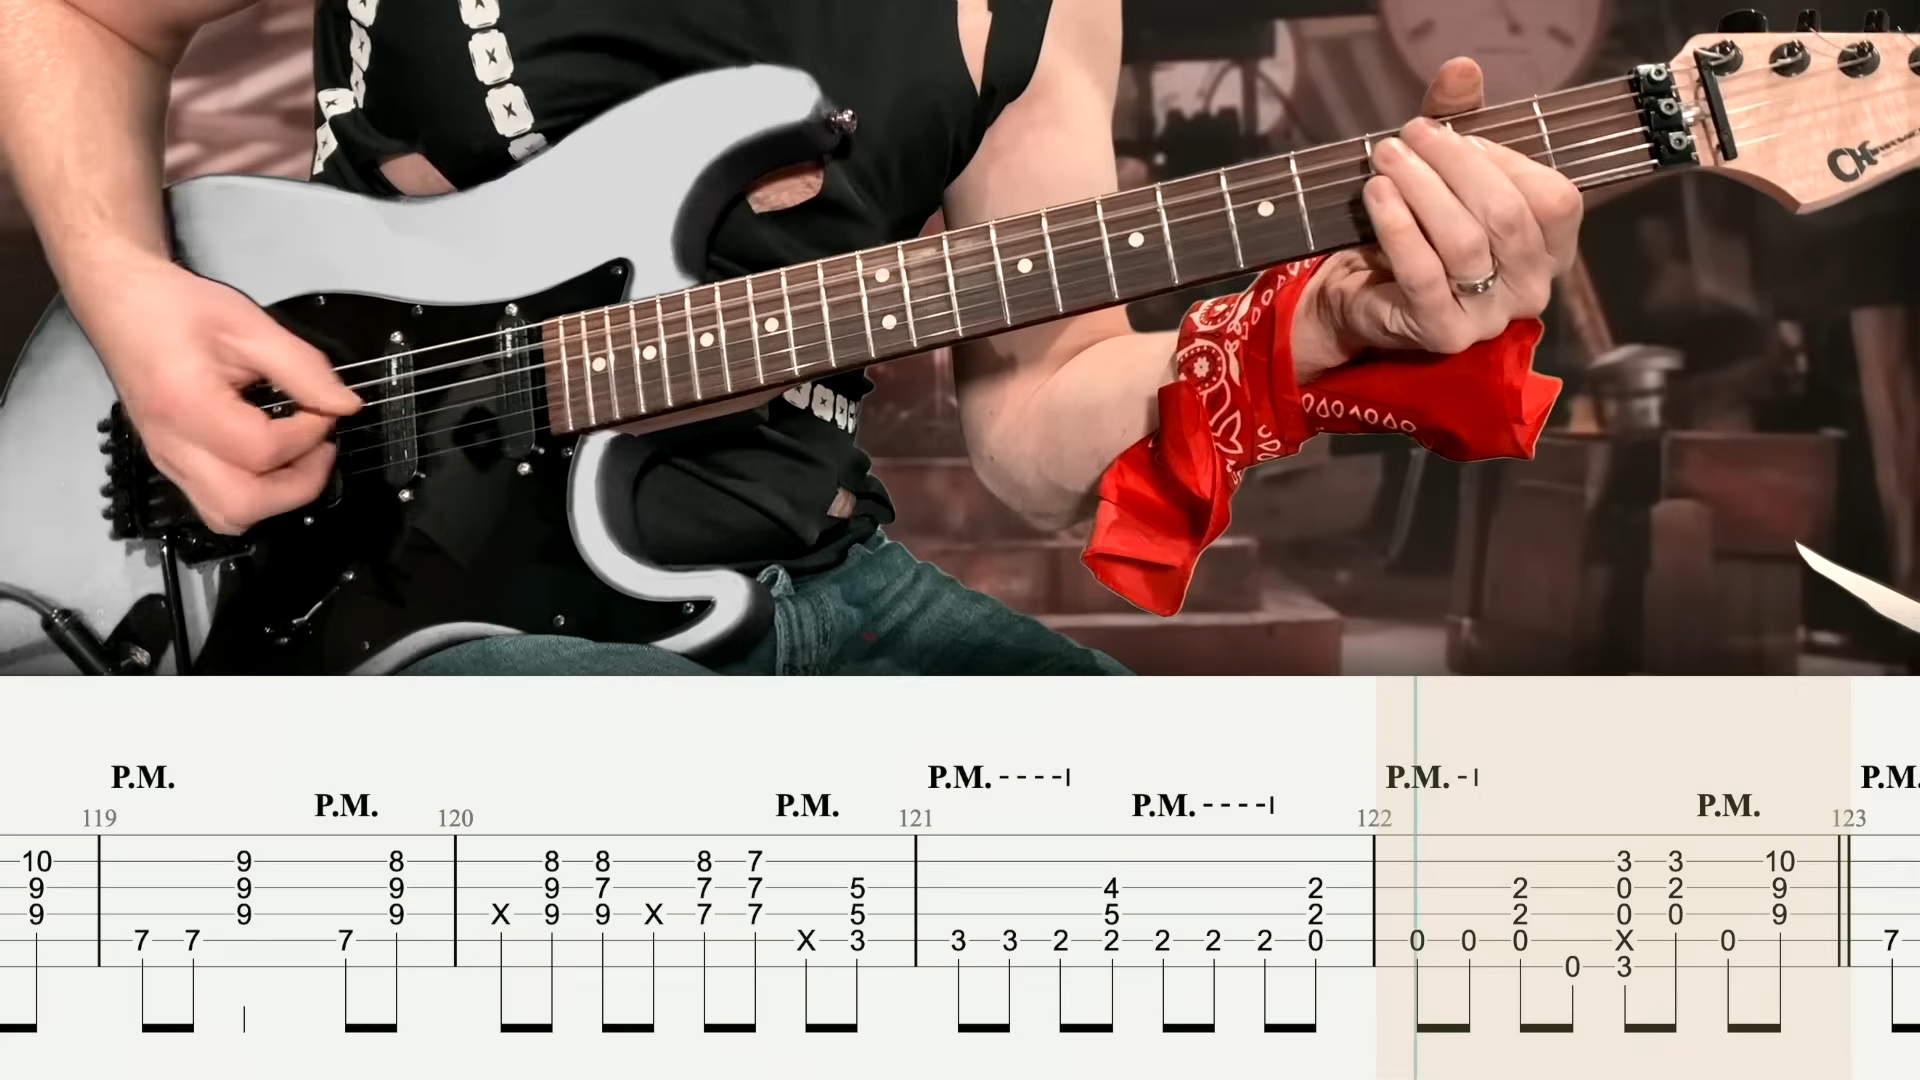 CHarvel
P.M. P.M. P.M. P.M. ----| P.M. ----| P.M. -| P.M. P.M.
119 120 121 122 123
10 9 8 8 8 8 7 3 3 10
9 9 9 9 7 7 7 5 4 2 2 0 2 9
9 9 9 X 9 9 X 7 7 5 5 2 2 0 0 9
7 7 7 X 3 3 3 2 2 2 2 2 0 0 0 0 X 0 7
0 3